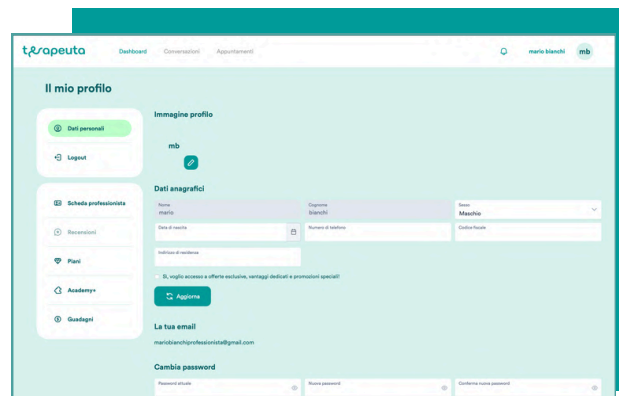 terapeuta
Dashboard Conversazioni Appuntamenti
mario bianchi mb
Il mio profilo
Dati personali
Logout
Scheda professionista
Recensioni
Piani
Academy+
Guadagni
Immagine profilo
mb
Dati anagrafici
Nome
mario
Cognome
bianchi
Sesso
Maschio
Data di nascita
Numero di telefono
Codice fiscale
Indirizzo di residenza
Sì, voglio accesso a offerte esclusive, vantaggi dedicati e promozioni speciali!
Aggiorna
La tua email
mariobianchiprofessionista@gmail.com
Cambia password
Password attuale
Nuova password
Conferma nuova password